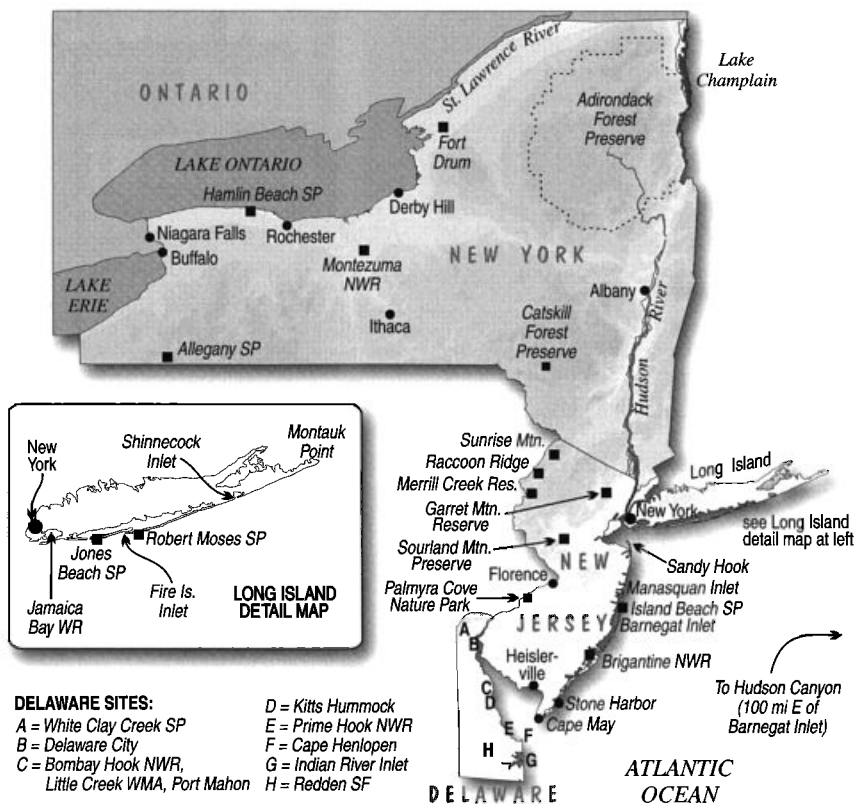 ONTARIO
St. Lawrence River
Lake
Champlain
Adirondack
Forest
Preserve
Fort
Drum
LAKE ONTARIO
Hamlin Beach SP
Derby Hill
Niagara Falls
Rochester
Buffalo
Montezuma
NWR
NEW YORK
LAKE
ERIE
Albany
Hudson River
Ithaca
Catskill
Forest
Preserve
Allegany SP
New
York
Shinnecock
Inlet
Montauk
Point
Jones
Beach SP
Robert Moses SP
Jamaica
Bay WR
Fire Is.
Inlet
LONG ISLAND
DETAIL MAP
Sunrise Mtn.
Raccoon Ridge
Merrill Creek Res.
Garret Mtn.
Reserve
Long Island
New York
see Long Island
detail map at left
Sourland Mtn.
Preserve
NEW
JERSEY
Sandy Hook
Florence
Manasquan Inlet
Palmyra Cove
Nature Park
Island Beach SP
Barnegat Inlet
A
B
Heisler-
ville
Brigantine NWR
C
D
Stone Harbor
Cape May
E
F
H
G
To Hudson Canyon
(100 mi E of
Barnegat Inlet)
DELAWARE
ATLANTIC
OCEAN
DELAWARE SITES:
A = White Clay Creek SP
B = Delaware City
C = Bombay Hook NWR,
Little Creek WMA, Port Mahon
D = Kitts Hummock
E = Prime Hook NWR
F = Cape Henlopen
G = Indian River Inlet
H = Redden SF